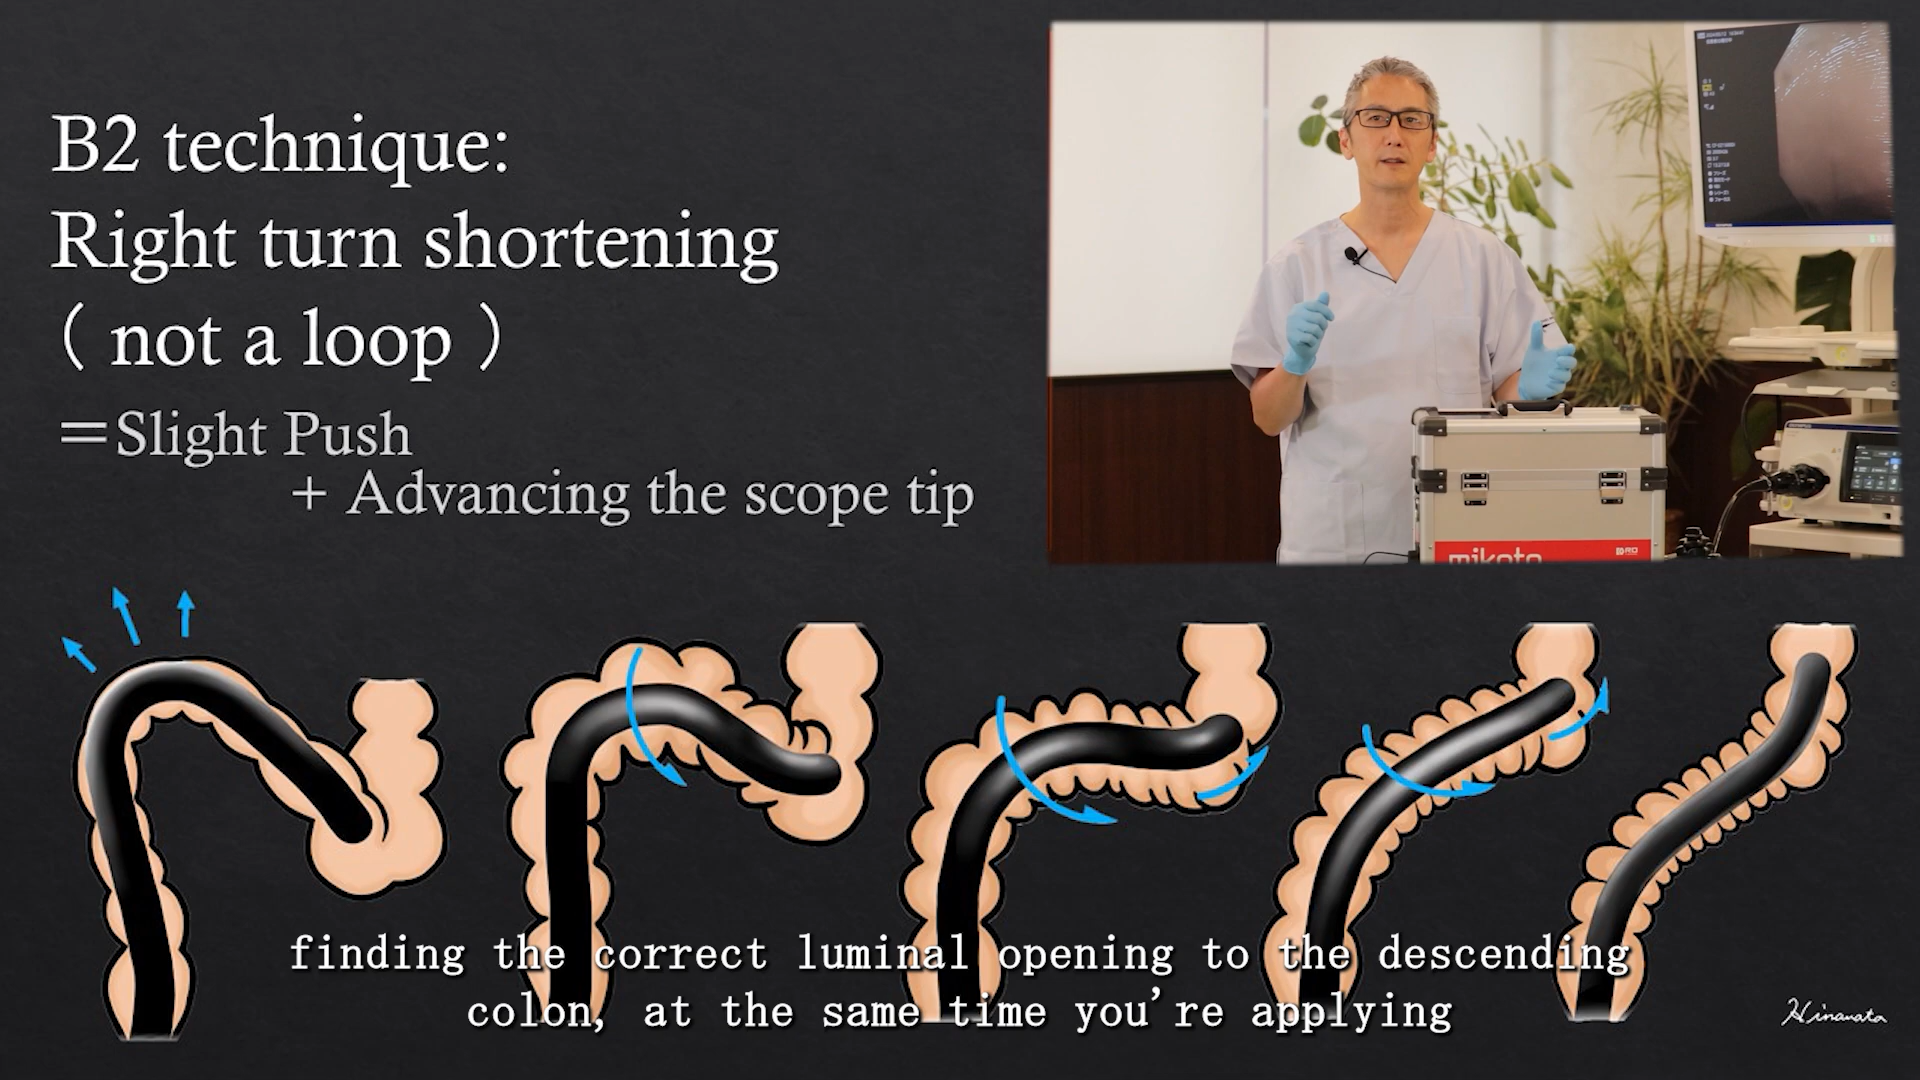 B2 technique:
Right turn shortening
( not a loop )
=Slight Push
+ Advancing the scope tip
mikoto
finding the correct luminal opening to the descending
colon, at the same time you're applying
Hinamata